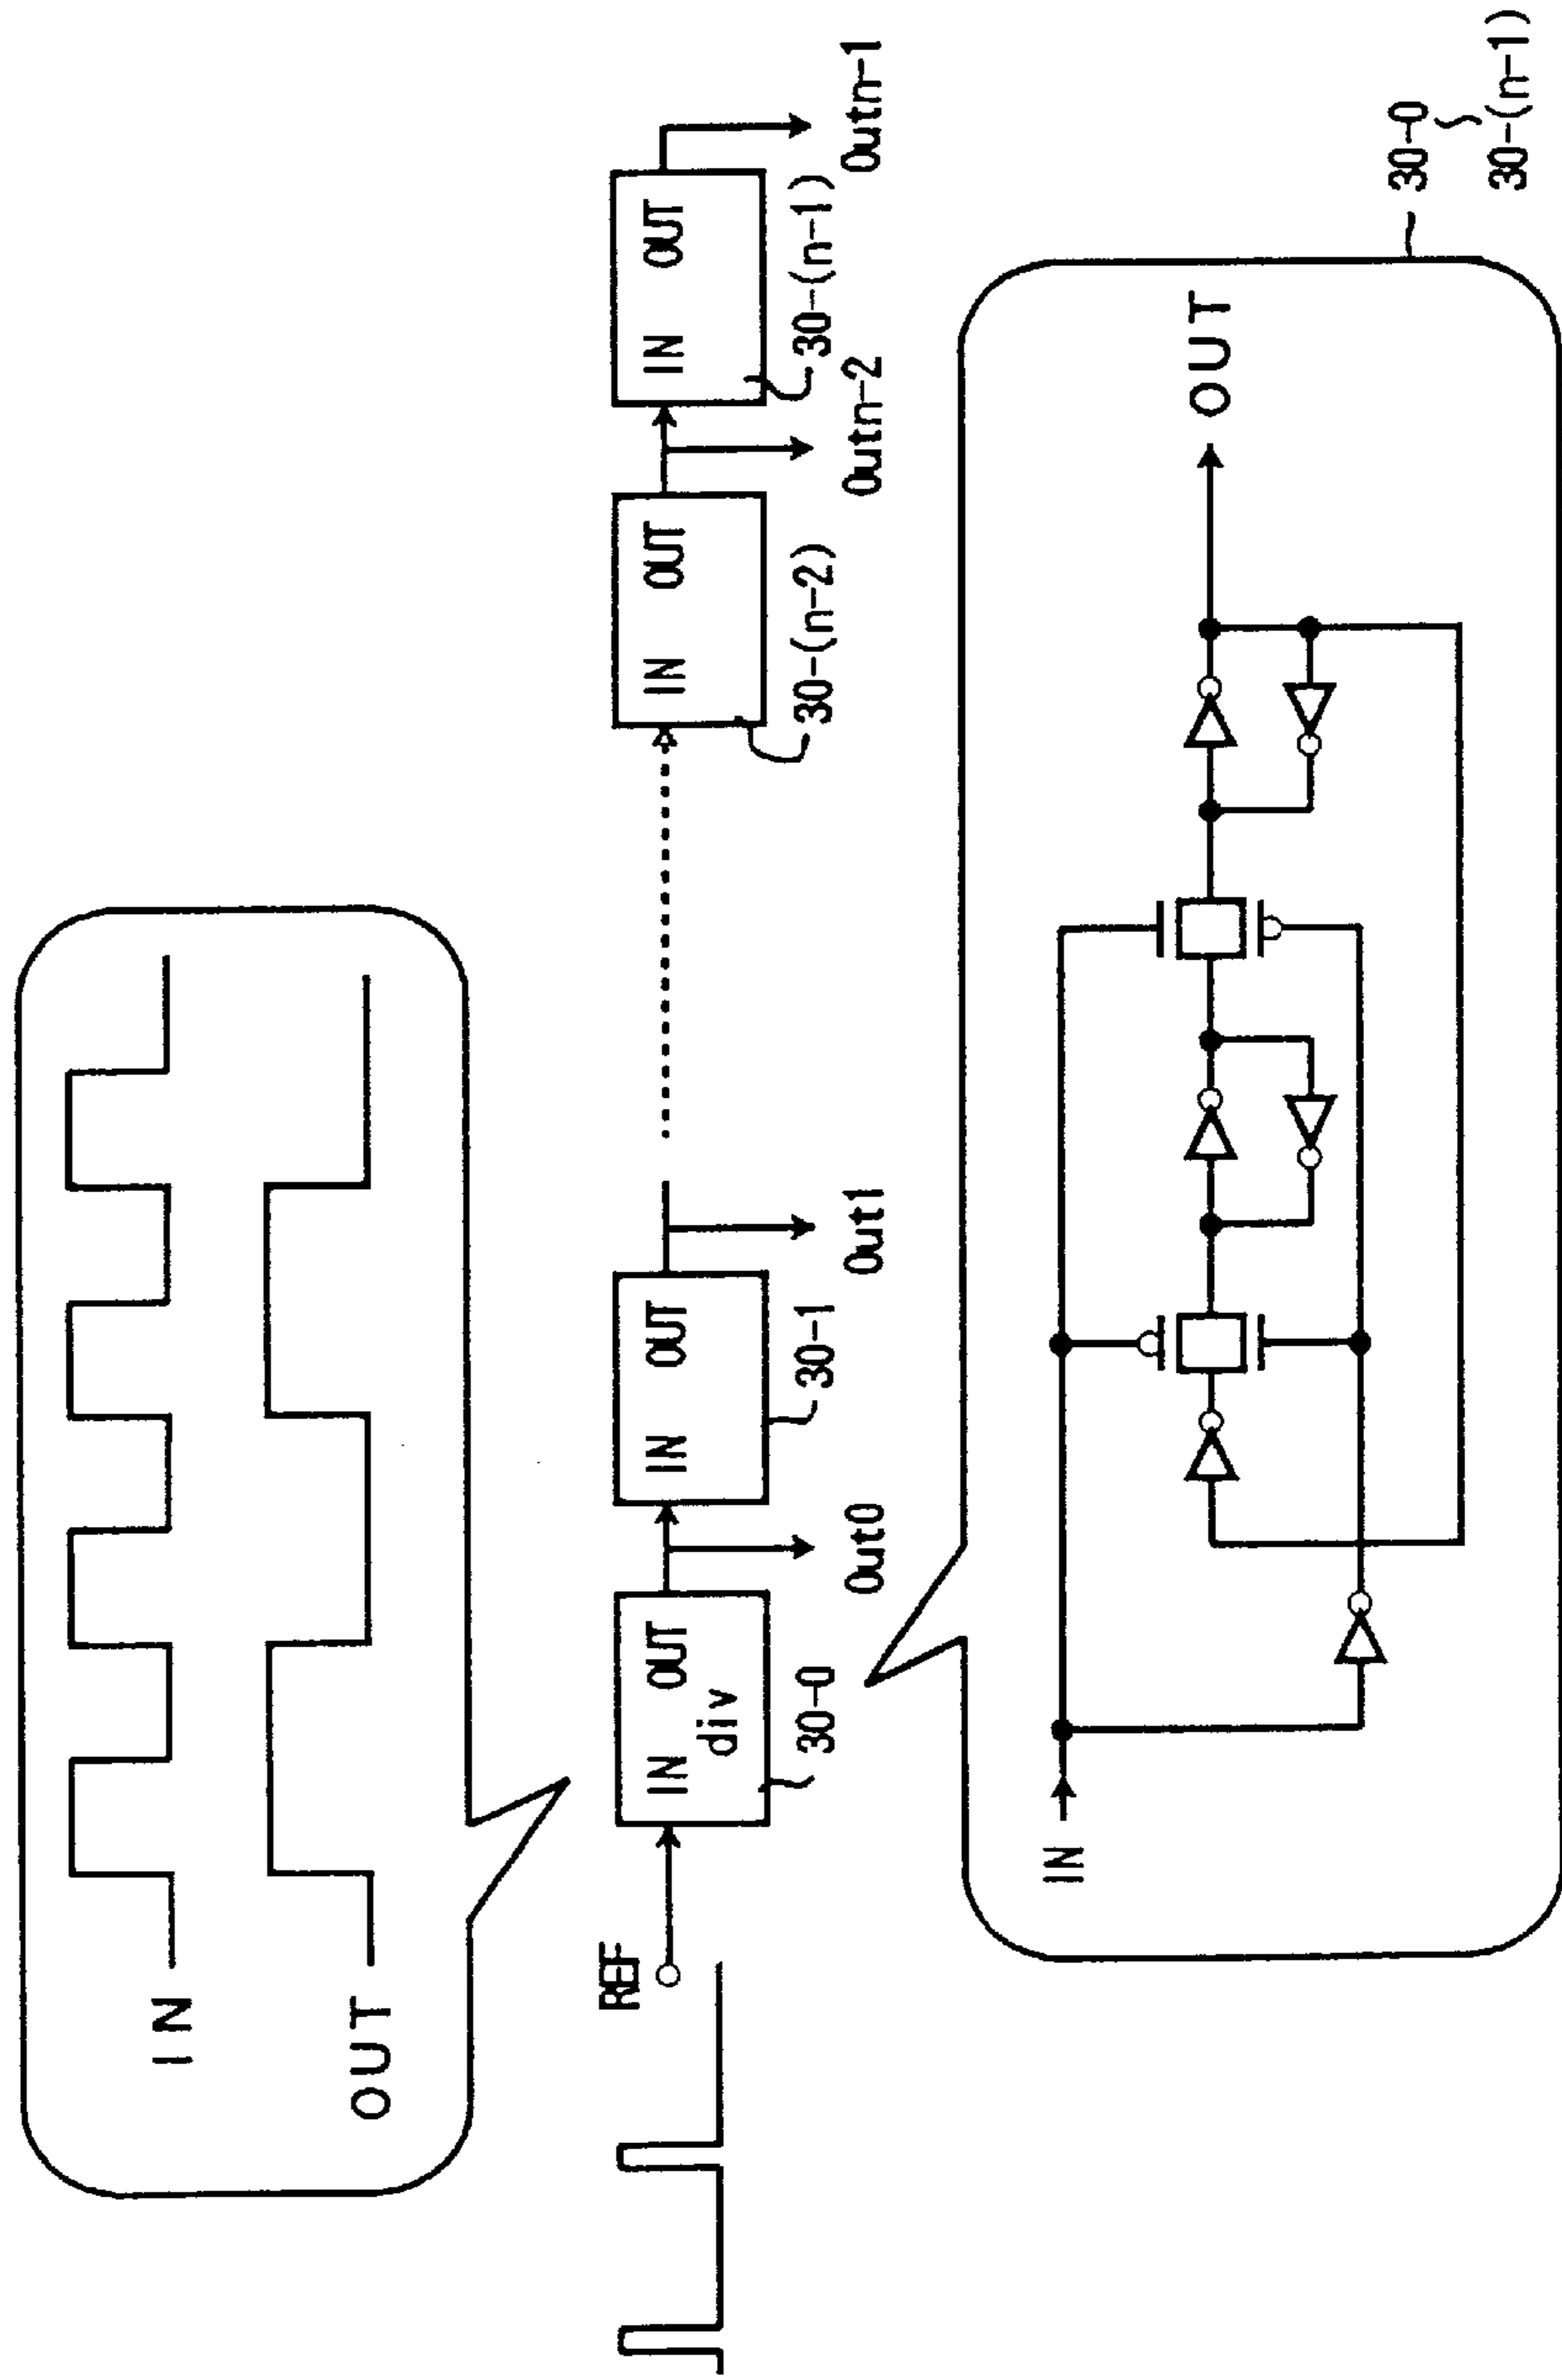 IN
OUT
REF
IN OUT
div
30-0
Out0
IN OUT
30-1
Out1
IN OUT
30-(n-2)
Outn-2
IN OUT
30-(n-1)
Outn-1
IN
OUT
30-0
30-(n-1)